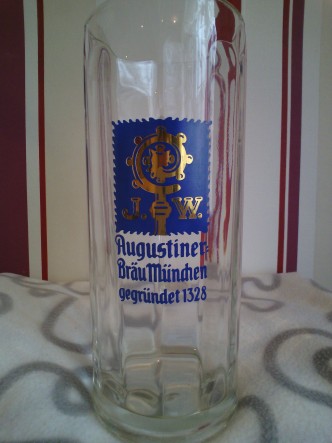 J. W.
Augustiner-
Bräu München
gegründet 1328